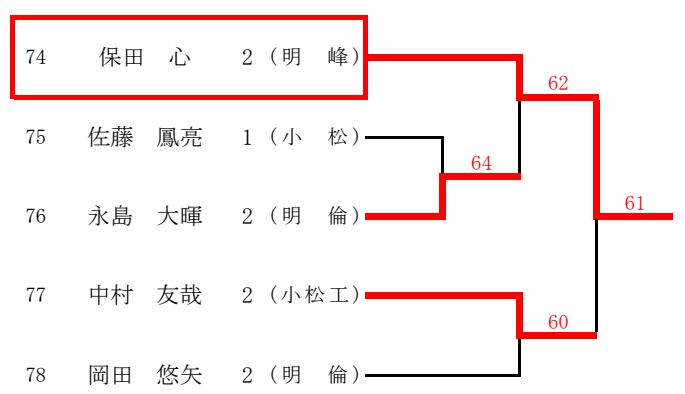 74 保田 心 2（明 峰）
62
75 佐藤 鳳亮 1（小 松）
64
76 永島 大暉 2（明 倫）
61
77 中村 友哉 2（小松工）
60
78 岡田 悠矢 2（明 倫）